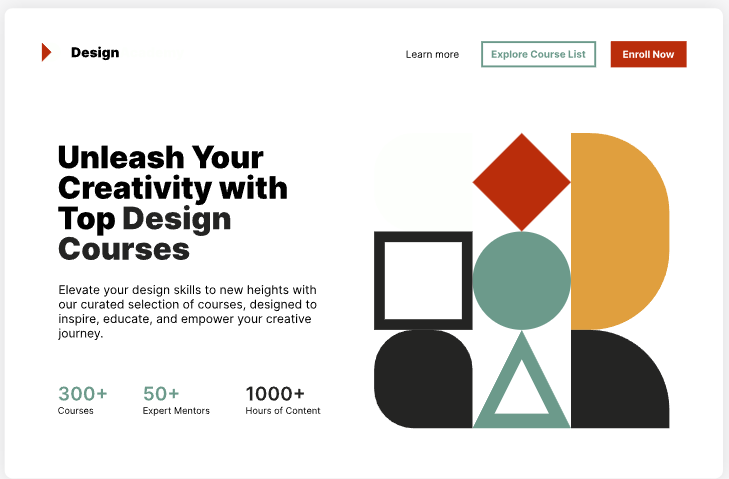 Design
Learn more
Explore Course List
Enroll Now
Unleash Your
Creativity with
Top Design
Courses
Elevate your design skills to new heights with
our curated selection of courses, designed to
inspire, educate, and empower your creative
journey.
300+
Courses
50+
Expert Mentors
1000+
Hours of Content